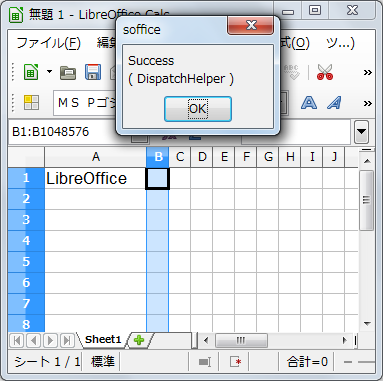 無題 1 - LibreOffice Calc
soffice
ファイル(F)
式(O)
ツ...)
Success
( DispatchHelper )
OK
ＭＳ Ｐゴシ
B1:B1048576
A B C D E F G H I J
1 LibreOffice
2
3
4
5
6
7
8
Sheet1
シート 1 / 1 標準 合計=0